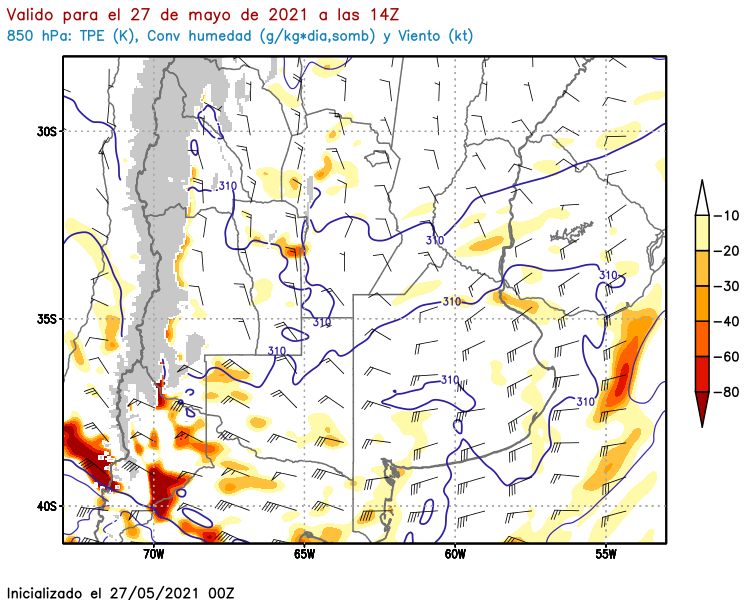 Valido para el 27 de mayo de 2021 a las 14Z
850 hPa: TPE (K), Conv humedad (g/kg*dia,somb) y Viento (kt)
30S
310
310
-10
-20
310
-30
310
35S
310
-40
310
-60
310
310
-80
40S
70W 65W 60W 55W
Inicializado el 27/05/2021 00Z